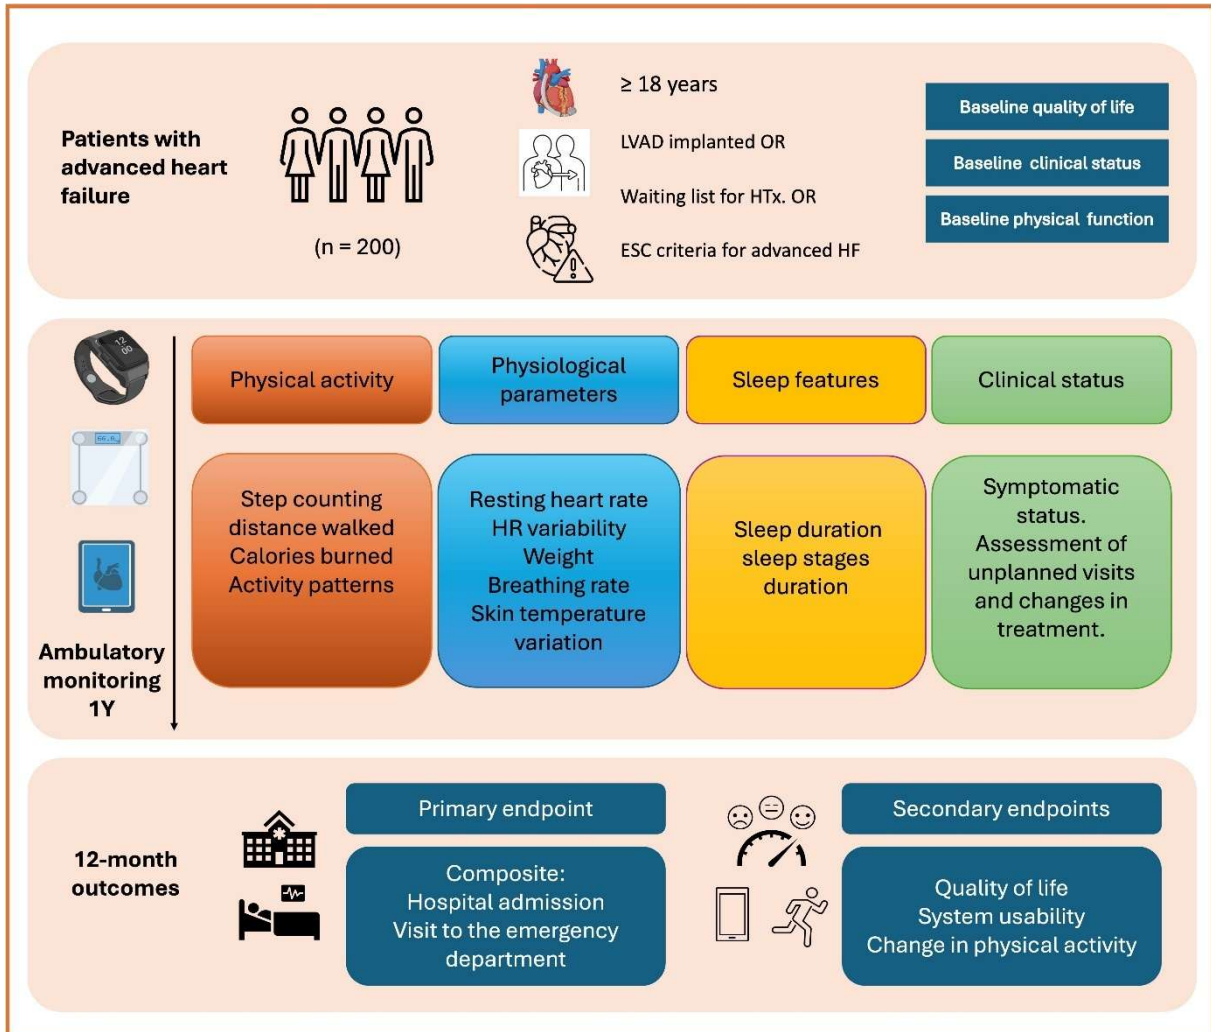 Patients with
advanced heart
failure
(n = 200)
≥ 18 years
LVAD implanted OR
Waiting list for HTx. OR
ESC criteria for advanced HF
Baseline quality of life
Baseline clinical status
Baseline physical function
12
00
66.6
Ambulatory
monitoring
1Y
Physical activity
Physiological
parameters
Sleep features
Clinical status
Step counting
distance walked
Calories burned
Activity patterns
Resting heart rate
HR variability
Weight
Breathing rate
Skin temperature
variation
Sleep duration
sleep stages
duration
Symptomatic
status.
Assessment of
unplanned visits
and changes in
treatment.
12-month
outcomes
Primary endpoint
Composite:
Hospital admission
Visit to the emergency
department
Secondary endpoints
Quality of life
System usability
Change in physical activity